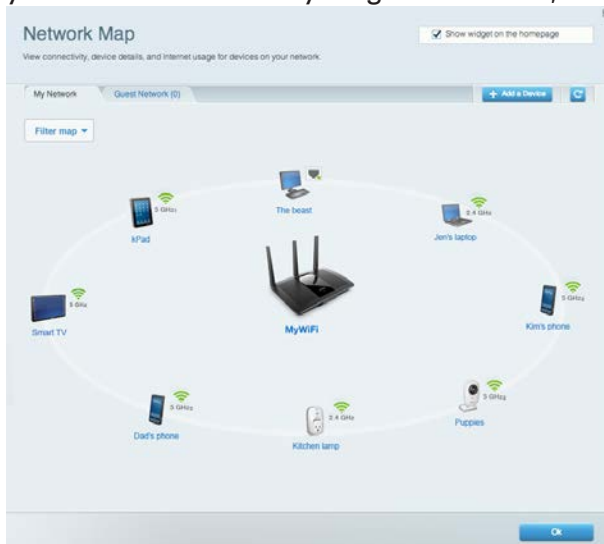 Network Map
Show widget on the homepage
View connectivity, device details, and internet usage for devices on your network.
My Network
Guest Network (0)
+ Add a Device
Filter map
The beast
5 GHz
kPad
2.4 GHz
Jen's laptop
5 GHz
Smart TV
MyWiFi
5 GHz
Kim's phone
5 GHz
Dad's phone
2.4 GHz
Kitchen lamp
5 GHz
Puppies
Ok